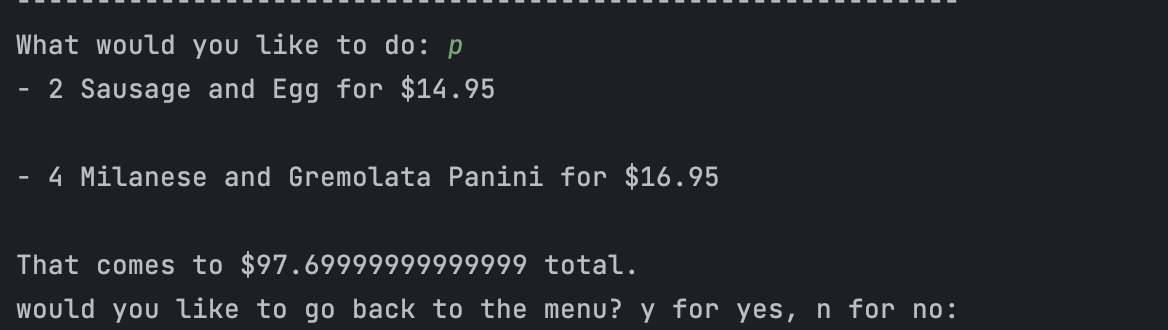 What would you like to do: p
- 2 Sausage and Egg for $14.95
- 4 Milanese and Gremolata Panini for $16.95
That comes to $97.69999999999999 total.
would you like to go back to the menu? y for yes, n for no: